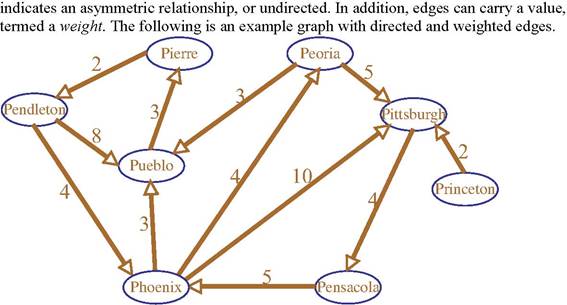 indicates an asymmetric relationship, or undirected. In addition, edges can carry a value,
termed a weight. The following is an example graph with directed and weighted edges.
Pierre
Peoria
2
5
Pendleton
3
Pittsburgh
8
3
Pueblo
2
4
4
10
Princeton
3
4
5
Phoenix
Pensacola